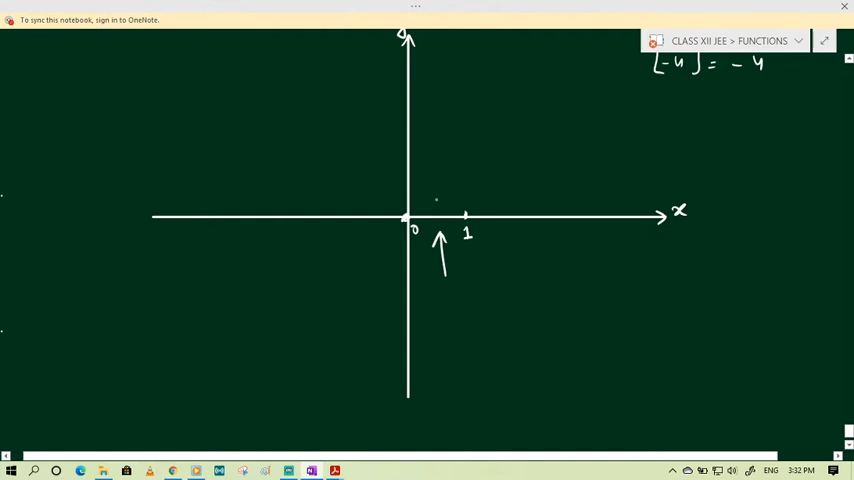 To sync this notebook, sign in to OneNote.
CLASS XII JEE > FUNCTIONS
[-4] = -4
x
0
1
ENG
3:32 PM